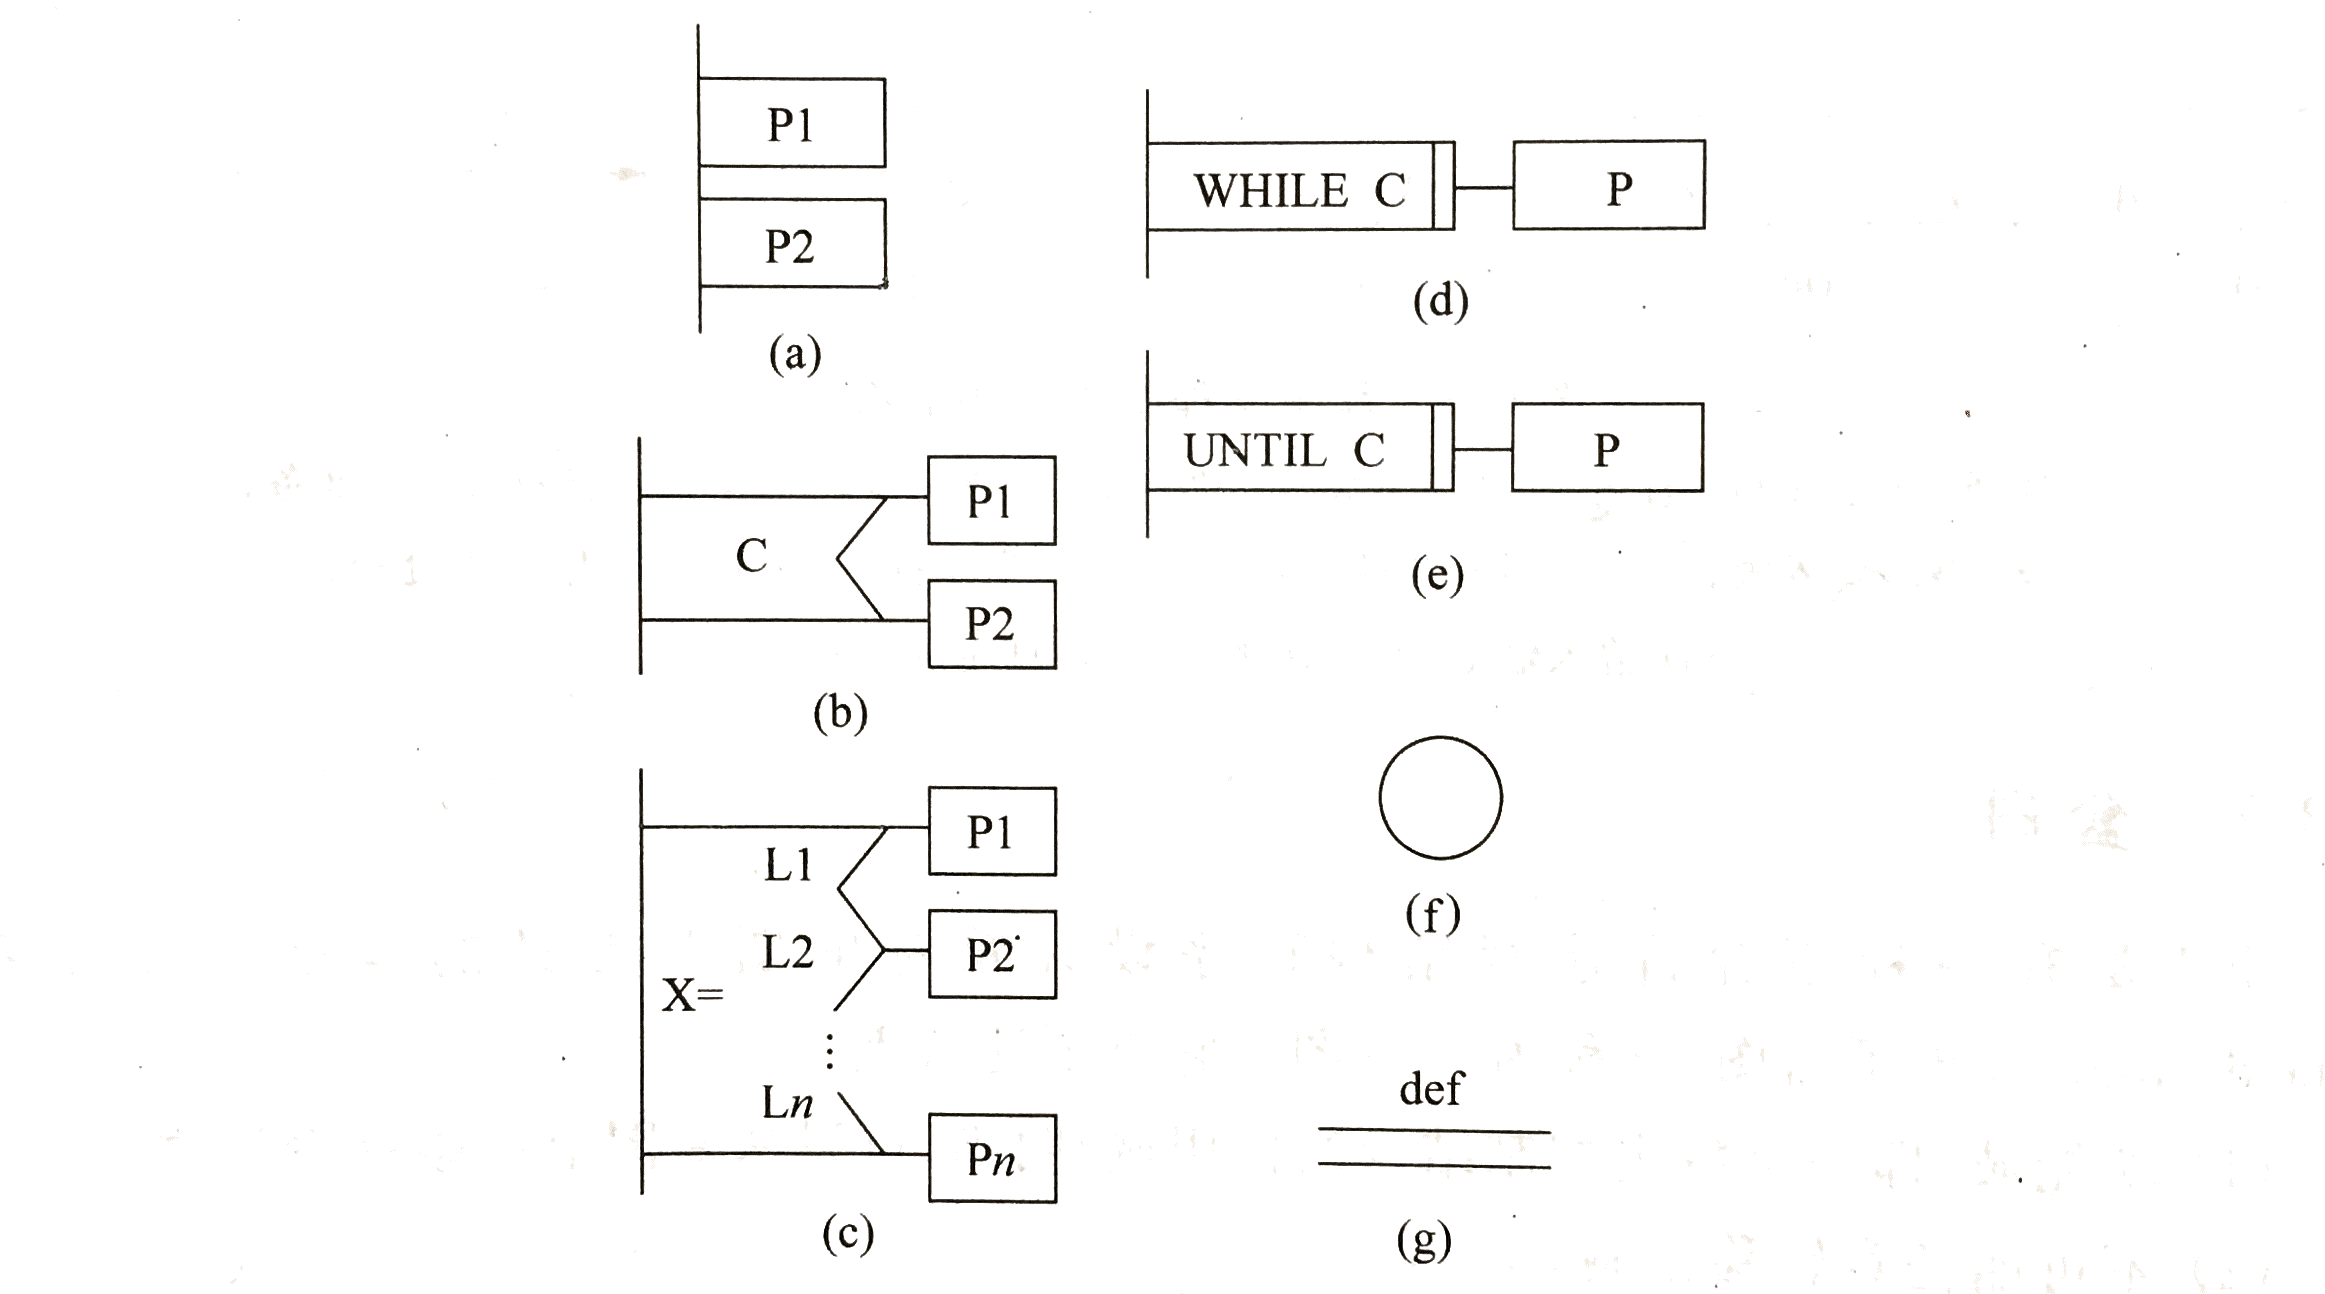 P1
P2
(a)
C
P1
P2
(b)
X=
L1
L2
⋮
Ln
P1
P2
Pn
(c)
WHILE C
P
(d)
UNTIL C
P
(e)
(f)
def
(g)